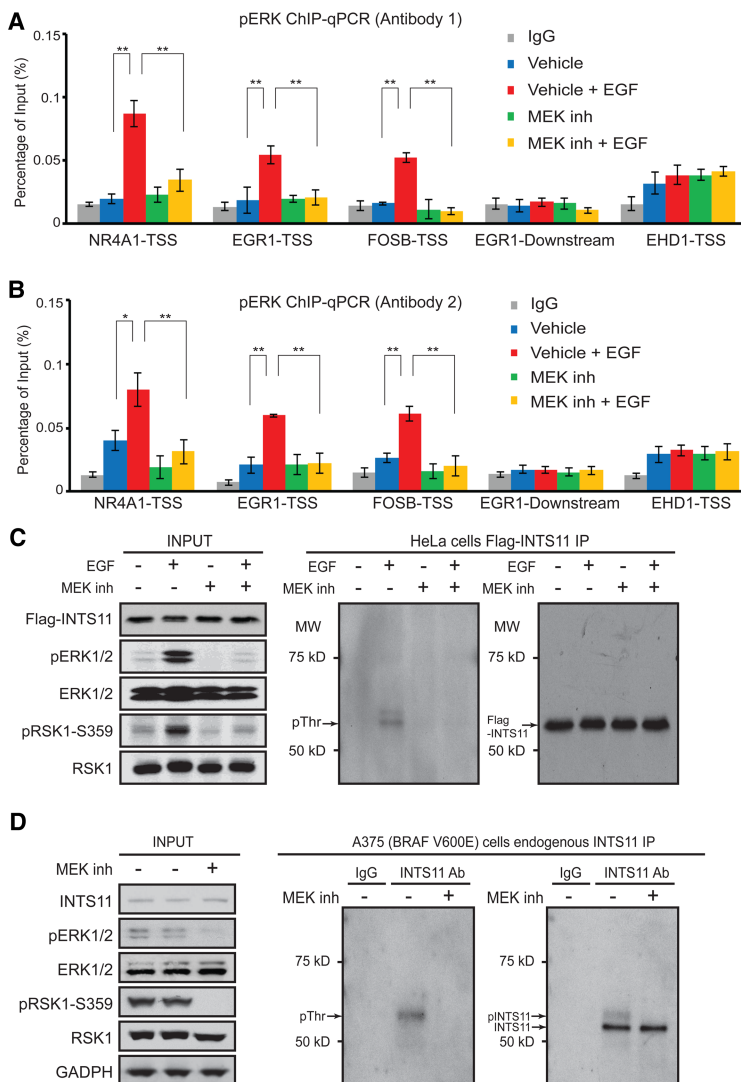 A
pERK ChIP-qPCR (Antibody 1)
Percentage of Input (%)
0.15
0.1
0.05
0
** **
** **
** **
IgG
Vehicle
Vehicle + EGF
MEK inh
MEK inh + EGF
NR4A1-TSS EGR1-TSS FOSB-TSS EGR1-Downstream EHD1-TSS
B
pERK ChIP-qPCR (Antibody 2)
Percentage of Input (%)
0.15
0.1
0.05
0
* **
** **
** **
IgG
Vehicle
Vehicle + EGF
MEK inh
MEK inh + EGF
NR4A1-TSS EGR1-TSS FOSB-TSS EGR1-Downstream EHD1-TSS
C
INPUT
EGF - + - +
MEK inh - - + +
Flag-INTS11
pERK1/2
ERK1/2
pRSK1-S359
RSK1
HeLa cells Flag-INTS11 IP
EGF - + - +
MEK inh - - + +
MW
75 kD
pThr
50 kD
- + - +
- - + +
MW
75 kD
Flag
-INTS11
50 kD
D
INPUT
MEK inh - - +
INTS11
pERK1/2
ERK1/2
pRSK1-S359
RSK1
GADPH
A375 (BRAF V600E) cells endogenous INTS11 IP
IgG INTS11 Ab
MEK inh - - +
75 kD
pThr
50 kD
IgG INTS11 Ab
MEK inh - - +
75 kD
pINTS11
INTS11
50 kD